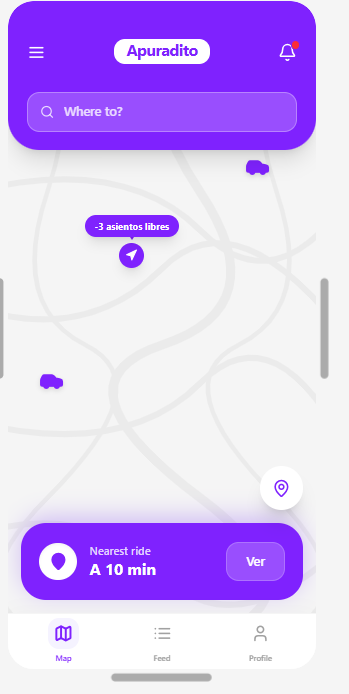 Apuradito
Where to?
-3 asientos libres
Nearest ride
A 10 min
Ver
Map
Feed
Profile